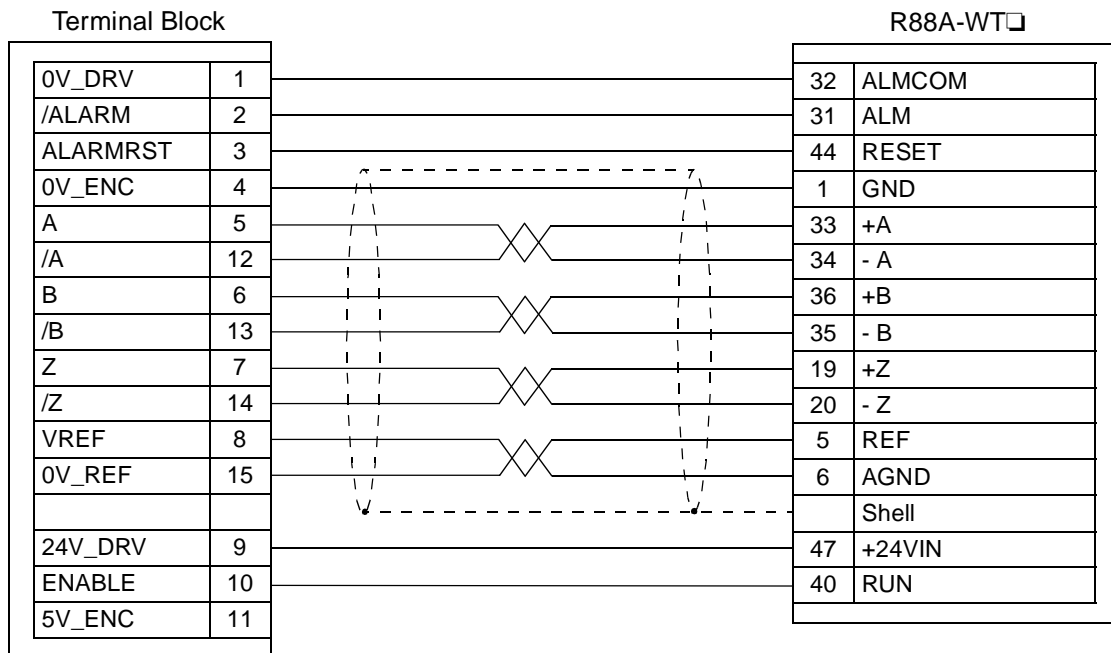 Terminal Block R88A-WT❏
0V_DRV 1 32 ALMCOM
/ALARM 2 31 ALM
ALARMRST 3 44 RESET
0V_ENC 4 1 GND
A 5 33 +A
/A 12 34 - A
B 6 36 +B
/B 13 35 - B
Z 7 19 +Z
/Z 14 20 - Z
VREF 8 5 REF
0V_REF 15 6 AGND
Shell
24V_DRV 9 47 +24VIN
ENABLE 10 40 RUN
5V_ENC 11